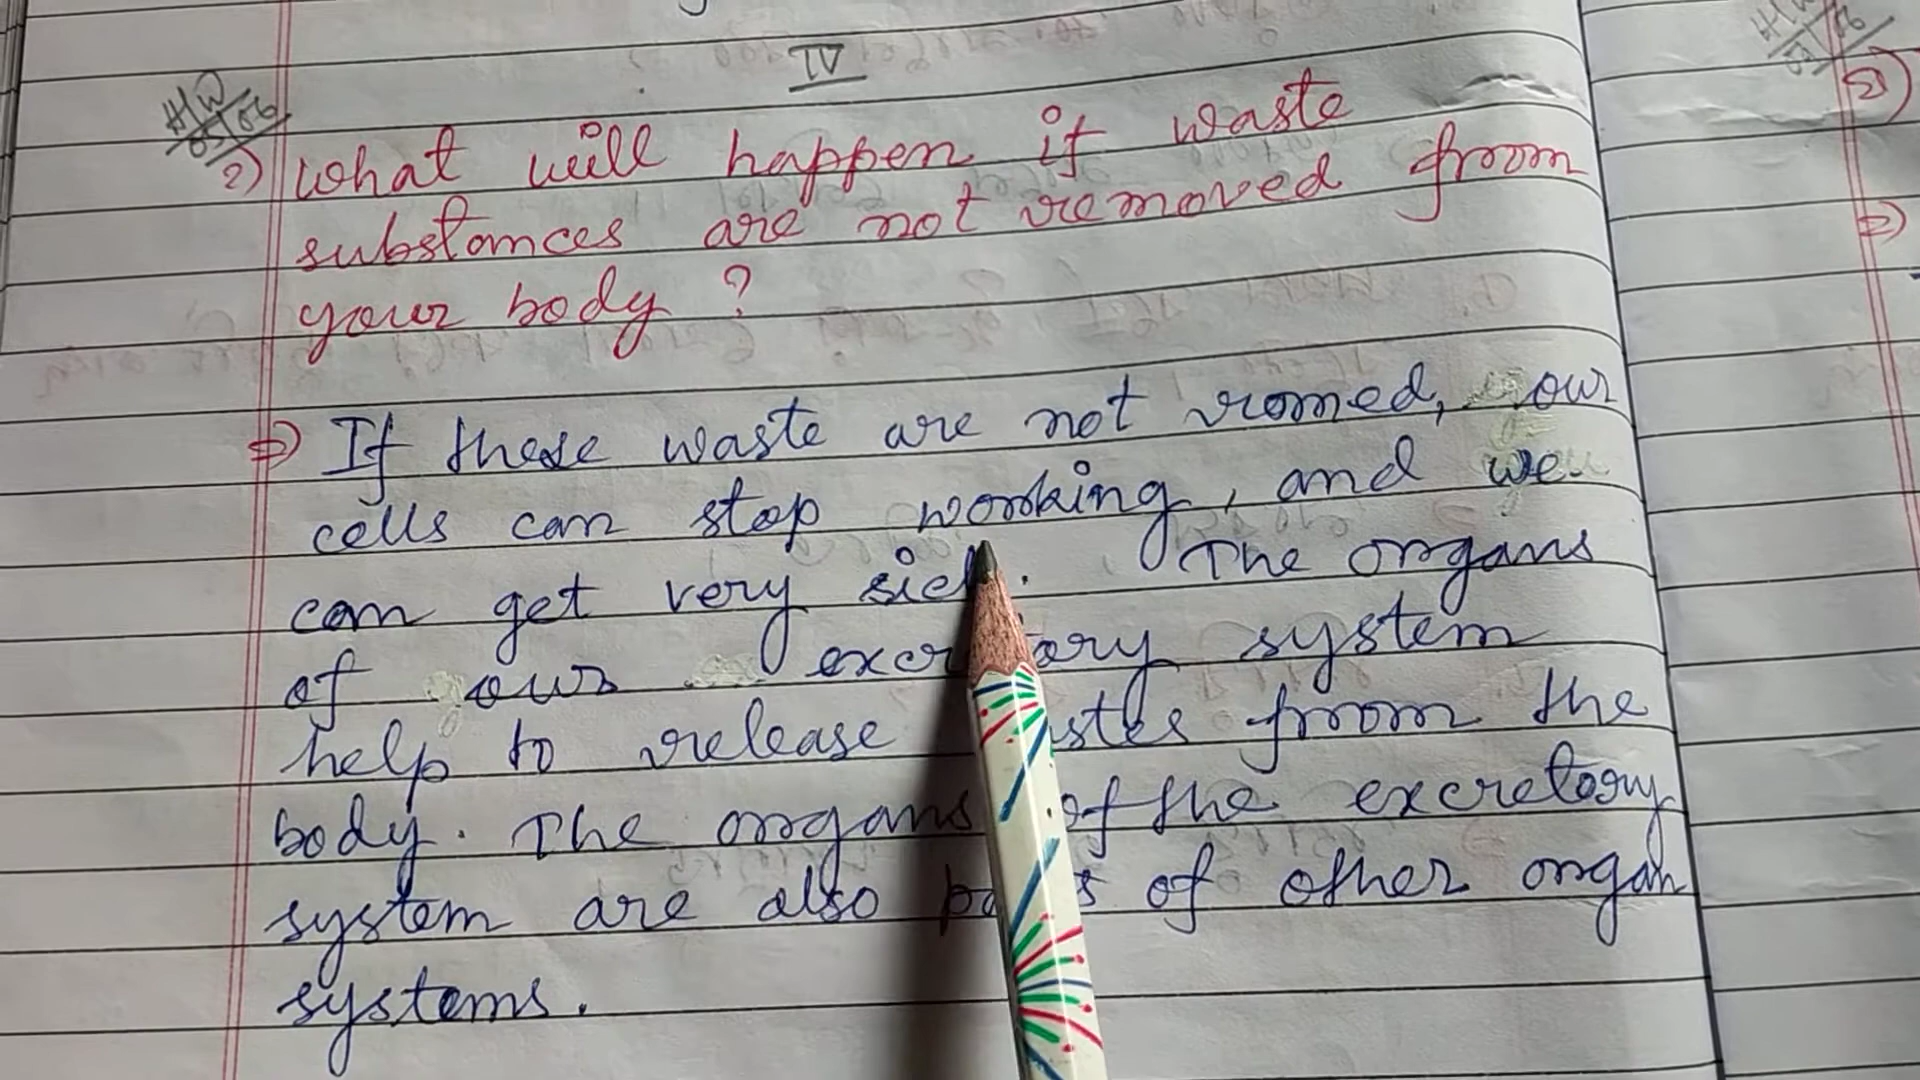 IV
H/W
05/06
2) What will happen if waste
substances are not removed from
your body ?
⇒ If these waste are not romed, our
cells can stop working, and we
can get very sick. The organs
of our excretory system
help to release wastes from the
body. The organs of the excretory
system are also parts of other organ
systems.
H/W
2)
⇒